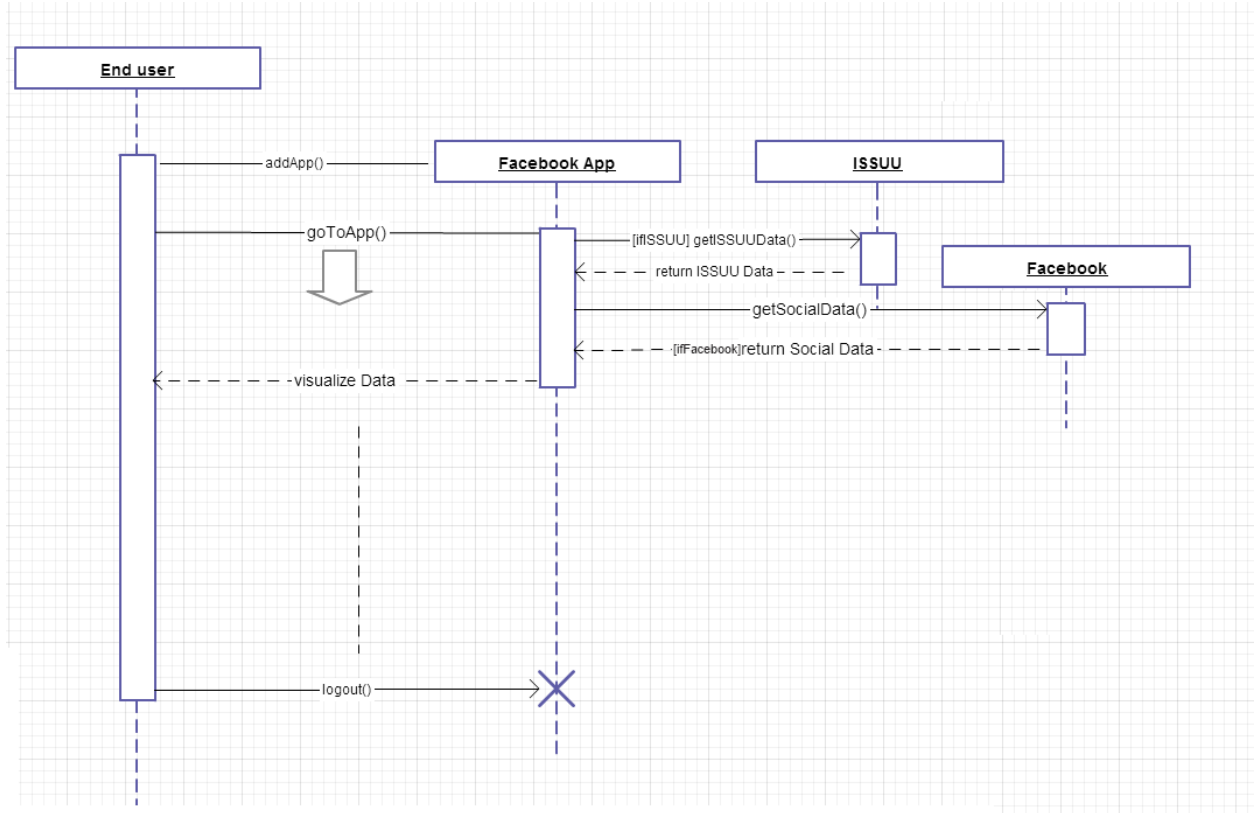 End user
addApp()
Facebook App
ISSUU
goToApp()
[ifISSUU] getISSUUData()
return ISSUU Data
Facebook
getSocialData()
[ifFacebook]return Social Data
visualize Data
logout()